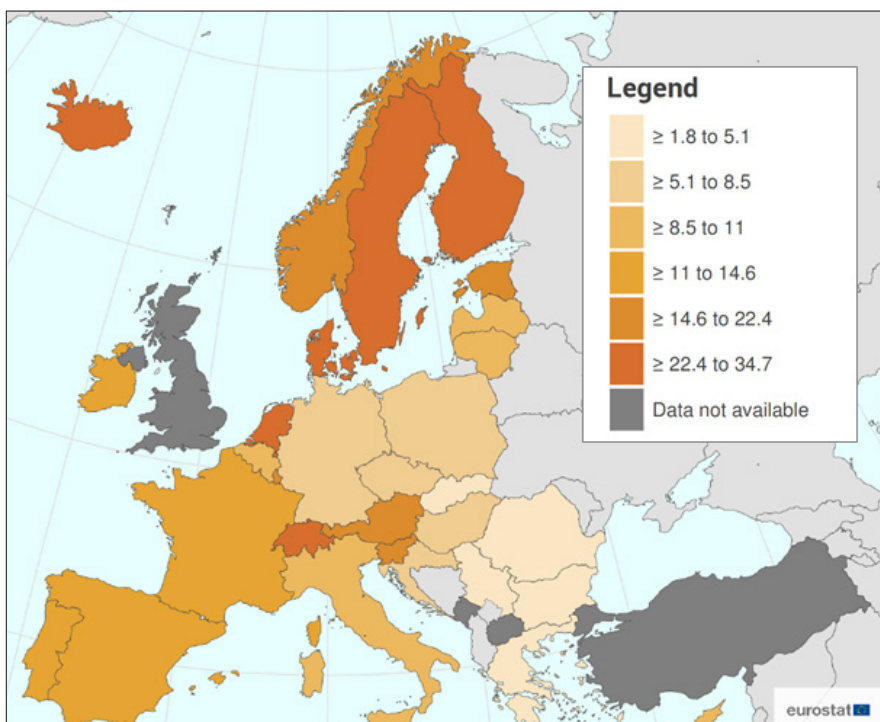 Legend
≥ 1.8 to 5.1
≥ 5.1 to 8.5
≥ 8.5 to 11
≥ 11 to 14.6
≥ 14.6 to 22.4
≥ 22.4 to 34.7
Data not available
eurostat